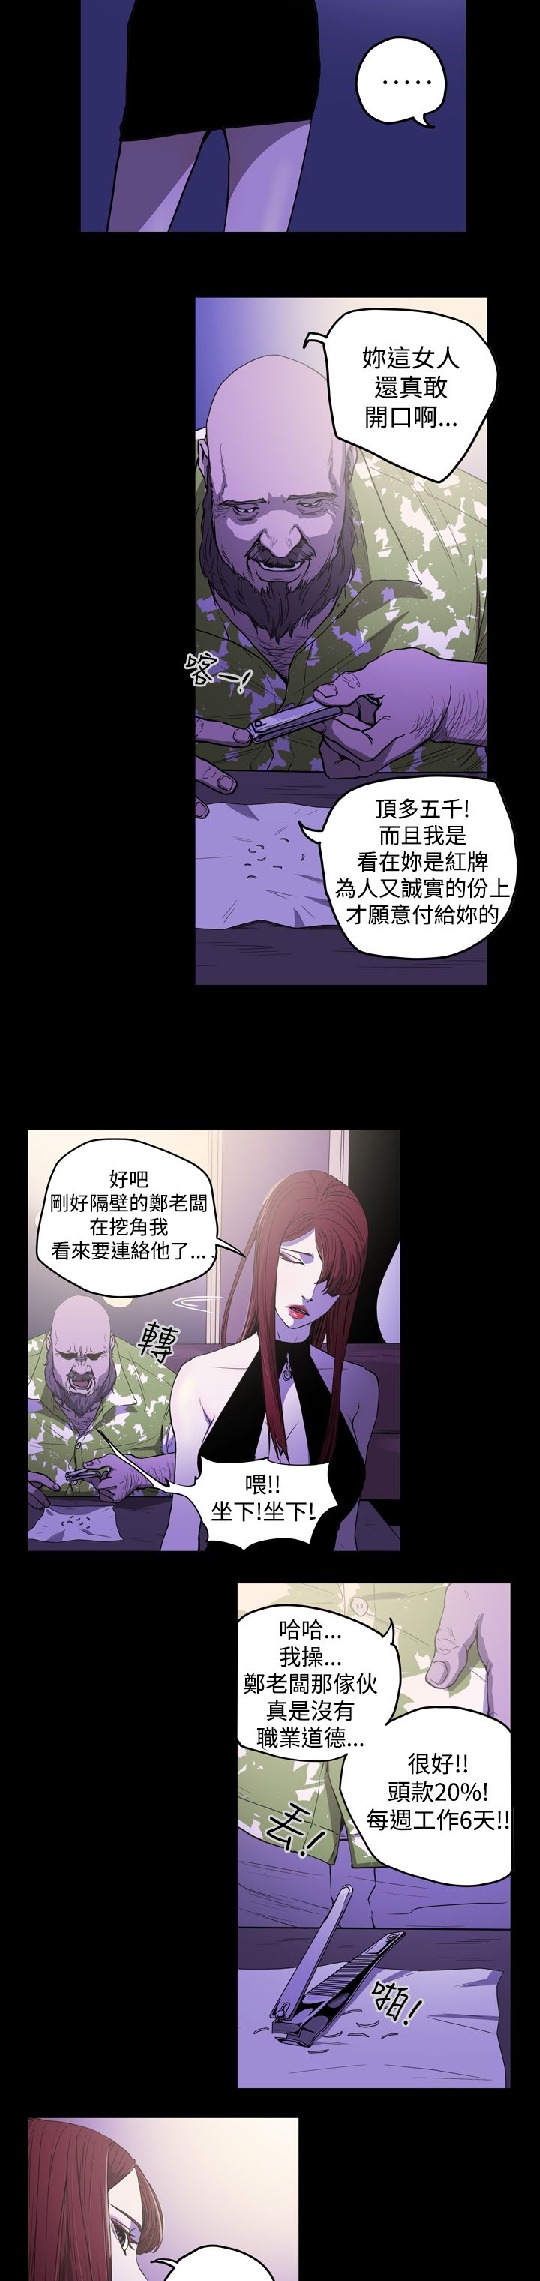 .....
妳這女人
還真敢
開口啊...
喀一!
頂多五千!
而且我是
看在妳是紅牌
為人又誠實的份上
才願意付給妳的
好吧
剛好隔壁的鄭老闆
在挖角我
看來要連絡他了...
轉
喂!!
坐下!坐下!
哈哈...
我操...
鄭老闆那傢伙
真是沒有
職業道德...
很好!!
頭款20%!
每週工作6天!!
丟!
啪!